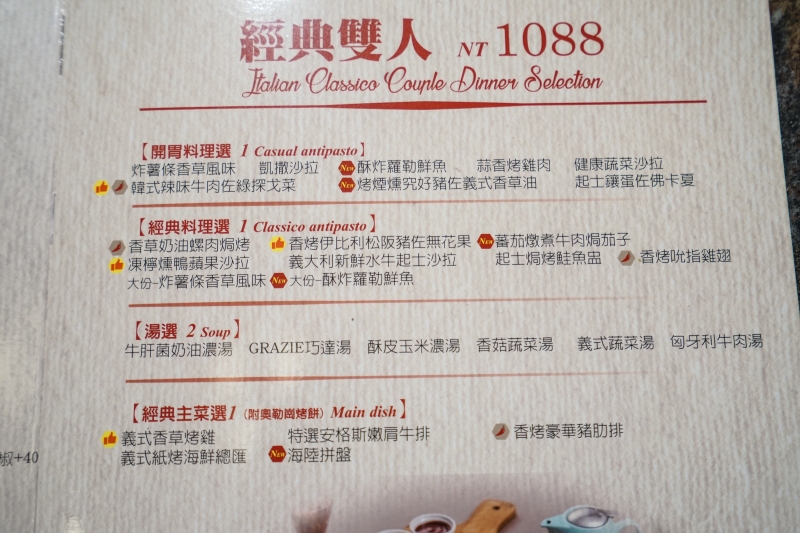 經典雙人 NT 1088
Italian Classico Couple Dinner Selection
【開胃料理選 1 Casual antipasto】
炸薯條香草風味 凱撒沙拉 New 酥炸蘿勒鮮魚 蒜香烤雞肉 健康蔬菜沙拉
韓式辣味牛肉佐綠探戈菜 New 烤煙燻究好豬佐義式香草油 起士鑲蛋佐佛卡夏
【經典料理選 1 Classico antipasto】
香草奶油螺肉焗烤 香烤伊比利松阪豬佐無花果 New 蕃茄燉煮牛肉焗茄子
凍檸燻鴨蘋果沙拉 義大利新鮮水牛起士沙拉 起士焗烤鮭魚盅 香烤吮指雞翅
大份-炸薯條香草風味 New 大份-酥炸蘿勒鮮魚
【湯選 2 Soup】
牛肝菌奶油濃湯 GRAZIE巧達湯 酥皮玉米濃湯 香菇蔬菜湯 義式蔬菜湯 匈牙利牛肉湯
【經典主菜選1 (附奧勒崗烤餅) Main dish】
義式香草烤雞 特選安格斯嫩肩牛排 香烤豪華豬肋排
義式紙烤海鮮總匯 New 海陸拼盤
椒+40